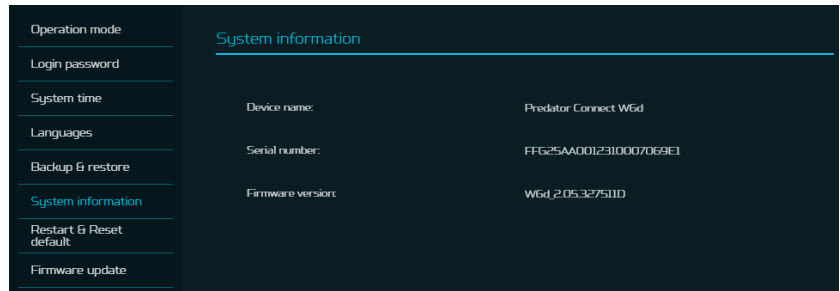 Operation mode
System information
Login password
System time
Device name:
Predator Connect W6d
Languages
Serial number:
FFG25AA0012310007069E1
Backup & restore
System information
Firmware version:
W6d_2.05.327511D
Restart & Reset
default
Firmware update